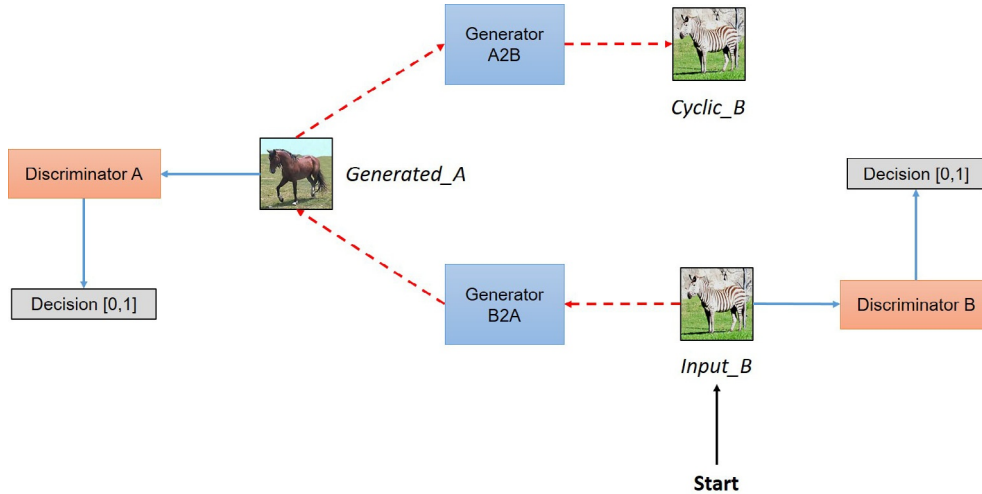 Generator
A2B
Cyclic_B
Discriminator A
Generated_A
Decision [0,1]
Decision [0,1]
Generator
B2A
Discriminator B
Input_B
Start